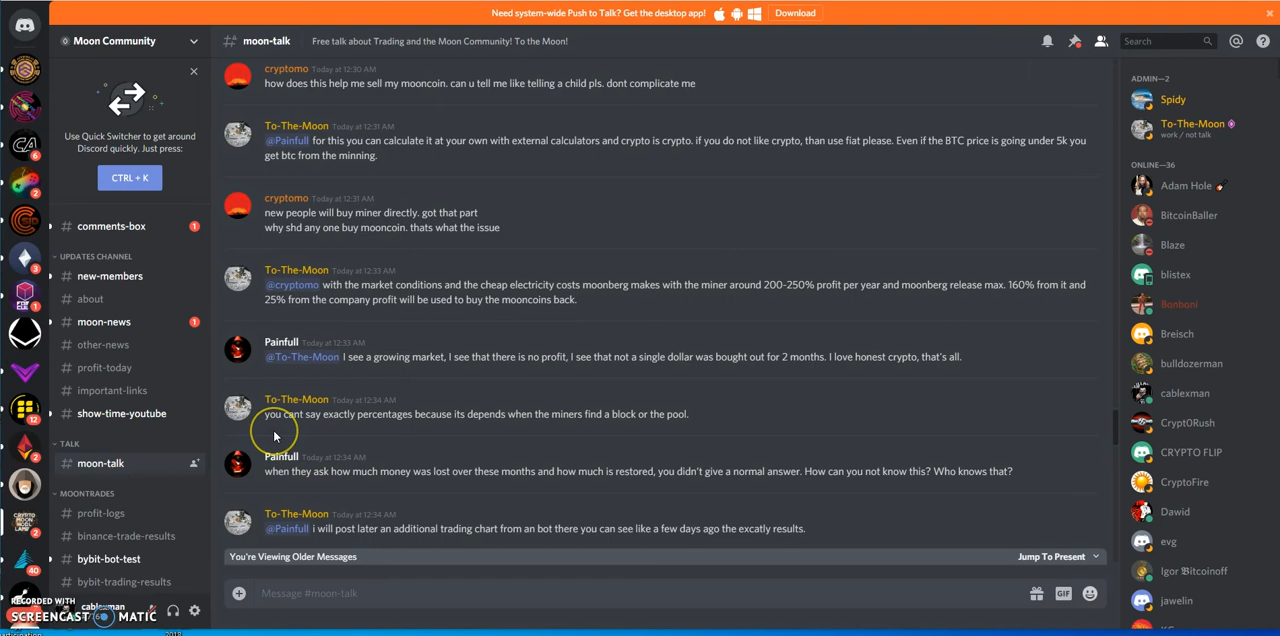 Need system-wide Push to Talk? Get the desktop app! Download
Moon Community
moon-talk Free talk about Trading and the Moon Community! To the Moon!
Search
Use Quick Switcher to get around
Discord quickly. Just press:
CTRL + K
# comments-box 1
UPDATES CHANNEL
# new-members
# about
# moon-news 1
# other-news
# profit-today
# important-links
# show-time-youtube
TALK
# moon-talk
MOONTRADES
# profit-logs
# binance-trade-results
# bybit-bot-test
# bybit-trading-results
cablexman
RECORDED WITH
SCREENCAST MATIC
CA
6
2
3
1
12
2
40
2018
cryptomo Today at 12:30 AM
how does this help me sell my mooncoin. can u tell me like telling a child pls. dont complicate me
To-The-Moon Today at 12:31 AM
@Painfull for this you can calculate it at your own with external calculators and crypto is crypto. if you do not like crypto, than use fiat please. Even if the BTC price is going under 5k you
get btc from the minning.
cryptomo Today at 12:31 AM
new people will buy miner directly. got that part
why shd any one buy mooncoin. thats what the issue
To-The-Moon Today at 12:33 AM
@cryptomo with the market conditions and the cheap electricity costs moonberg makes with the miner around 200-250% profit per year and moonberg release max. 160% from it and
25% from the company profit will be used to buy the mooncoins back.
Painfull Today at 12:33 AM
@To-The-Moon I see a growing market, I see that there is no profit, I see that not a single dollar was bought out for 2 months. I love honest crypto, that's all.
To-The-Moon Today at 12:34 AM
you cant say exactly percentages because its depends when the miners find a block or the pool.
Painfull Today at 12:34 AM
when they ask how much money was lost over these months and how much is restored, you didn't give a normal answer. How can you not know this? Who knows that?
To-The-Moon Today at 12:34 AM
@Painfull i will post later an additional trading chart from an bot there you can see like a few days ago the excatly results.
You're Viewing Older Messages Jump To Present
Message #moon-talk
GIF
ADMIN—2
Spidy
To-The-Moon
work / not talk
ONLINE—36
Adam Hole
BitcoinBaller
Blaze
blistex
Bonboni
Breisch
bulldozerman
cablexman
CryptORush
CRYPTO FLIP
CryptoFire
Dawid
evg
Igor Bitcoinoff
jawelin